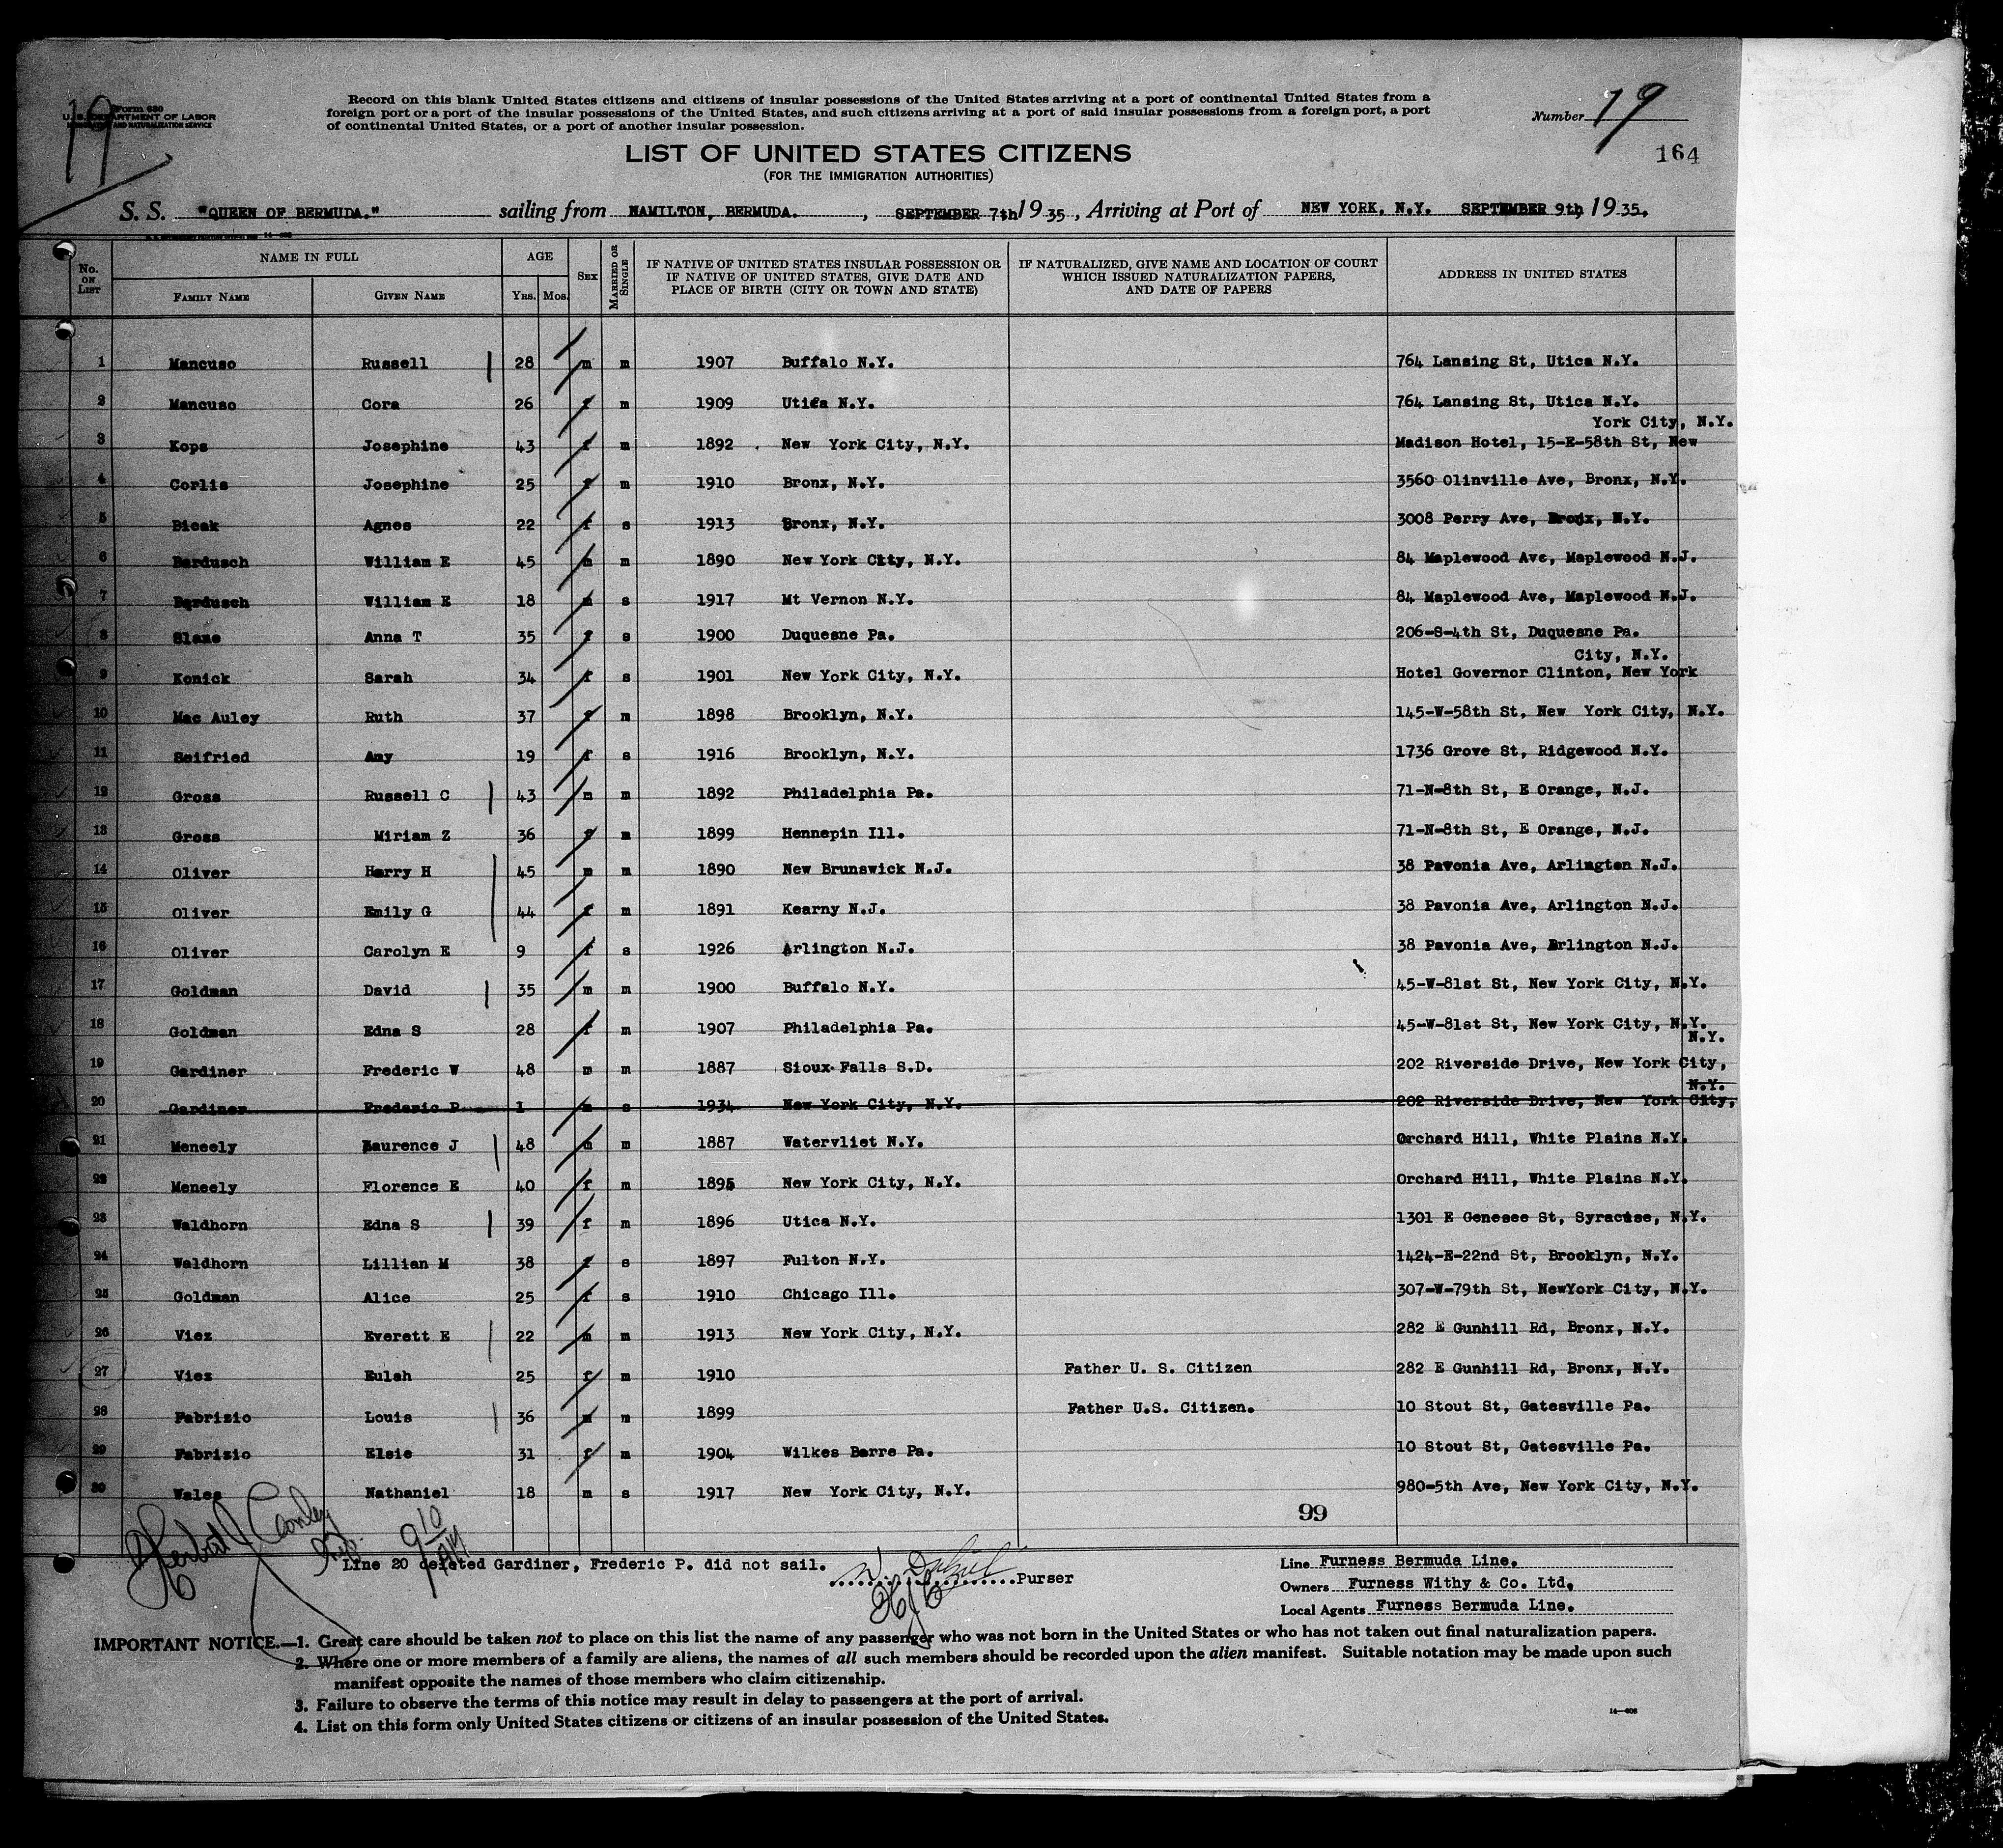 19
Form 630
U. S. DEPARTMENT OF LABOR
IMMIGRATION AND NATURALIZATION SERVICE
Record on this blank United States citizens and citizens of insular possessions of the United States arriving at a port of continental United States from a
foreign port or a port of the insular possessions of the United States, and such citizens arriving at a port of said insular possessions from a foreign port, a port
of continental United States, or a port of another insular possession.
Number 19
164
LIST OF UNITED STATES CITIZENS
(FOR THE IMMIGRATION AUTHORITIES)
S. S. "QUEEN OF BERMUDA." sailing from HAMILTON, BERMUDA. , SEPTEMBER 7th 19 35 , Arriving at Port of NEW YORK, N.Y. SEPTEMBER 9th, 19 35.
No. ON LIST NAME IN FULL AGE SEX MARRIED OR SINGLE IF NATIVE OF UNITED STATES INSULAR POSSESSION OR IF NATIVE OF UNITED STATES, GIVE DATE AND PLACE OF BIRTH (CITY OR TOWN AND STATE) IF NATURALIZED, GIVE NAME AND LOCATION OF COURT WHICH ISSUED NATURALIZATION PAPERS, AND DATE OF PAPERS ADDRESS IN UNITED STATES
FAMILY NAME GIVEN NAME YRS. MOS.
1 Mancuso Russell 28 m m 1907 Buffalo N.Y. 764 Lansing St, Utica N.Y.
2 Mancuso Cora 26 f m 1909 Utica N.Y. 764 Lansing St, Utica N.Y.
York City, N.Y.
3 Kops Josephine 43 f m 1892 New York City, N.Y. Madison Hotel, 15-E-58th St, New
4 Corlis Josephine 25 f m 1910 Bronx, N.Y. 3560 Olinville Ave, Bronx, N.Y.
5 Bicak Agnes 22 f s 1913 Bronx, N.Y. 3008 Perry Ave, Bronx, N.Y.
6 Bardusch William E 45 m m 1890 New York City, N.Y. 84 Maplewood Ave, Maplewood N.J.
7 Bardusch William E 18 m s 1917 Mt Vernon N.Y. 84 Maplewood Ave, Maplewood N.J.
8 Slane Anna T 35 f s 1900 Duquesne Pa. 206-S-4th St, Duquesne Pa.
City, N.Y.
9 Konick Sarah 34 f s 1901 New York City, N.Y. Hotel Governor Clinton, New York
10 Mac Auley Ruth 37 f m 1898 Brooklyn, N.Y. 145-W-58th St, New York City, N.Y.
11 Seifried Amy 19 f s 1916 Brooklyn, N.Y. 1736 Grove St, Ridgewood N.Y.
12 Gross Russell C 43 m m 1892 Philadelphia Pa. 71-N-8th St, E Orange, N.J.
13 Gross Miriam Z 36 f m 1899 Hennepin Ill. 71-N-8th St, E Orange, N.J.
14 Oliver Harry H 45 m m 1890 New Brunswick N.J. 38 Pavonia Ave, Arlington N.J.
15 Oliver Emily G 44 f m 1891 Kearny N.J. 38 Pavonia Ave, Arlington N.J.
16 Oliver Carolyn E 9 f s 1926 Arlington N.J. 38 Pavonia Ave, Arlington N.J.
17 Goldman David 35 m m 1900 Buffalo N.Y. 45-W-81st St, New York City, N.Y.
18 Goldman Edna S 28 f m 1907 Philadelphia Pa. 45-W-81st St, New York City, N.Y.
N.Y.
19 Gardiner Frederic W 48 m m 1887 Sioux Falls S.D. 202 Riverside Drive, New York City,
N.Y.
20 Gardiner Frederic P 1 m s 1934 New York City, N.Y. 202 Riverside Drive, New York City,
21 Meneely Laurence J 48 m m 1887 Watervliet N.Y. Orchard Hill, White Plains N.Y.
22 Meneely Florence E 40 f m 1895 New York City, N.Y. Orchard Hill, White Plains N.Y.
23 Waldhorn Edna S 39 f m 1896 Utica N.Y. 1301 E Genesee St, Syracuse, N.Y.
24 Waldhorn Lillian M 38 f s 1897 Fulton N.Y. 1424-E-22nd St, Brooklyn, N.Y.
25 Goldman Alice 25 f s 1910 Chicago Ill. 307-W-79th St, NewYork City, N.Y.
26 Viez Everett E 22 m m 1913 New York City, N.Y. 282 E Gunhill Rd, Bronx, N.Y.
27 Viez Eulah 25 f m 1910 Father U. S. Citizen 282 E Gunhill Rd, Bronx, N.Y.
28 Fabrizio Louis 36 m m 1899 Father U.S. Citizen. 10 Stout St, Gatesville Pa.
29 Fabrizio Elsie 31 f m 1904 Wilkes Barre Pa. 10 Stout St, Gatesville Pa.
30 Wales Nathaniel 18 m s 1917 New York City, N.Y. 980-5th Ave, New York City, N.Y.
99
9 10 AM
Line 20 deleted Gardiner, Frederic P. did not sail. Purser
Line Furness Bermuda Line.
Owners Furness Withy & Co. Ltd.
Local Agents Furness Bermuda Line.
IMPORTANT NOTICE.—1. Great care should be taken not to place on this list the name of any passenger who was not born in the United States or who has not taken out final naturalization papers.
2. Where one or more members of a family are aliens, the names of all such members should be recorded upon the alien manifest. Suitable notation may be made upon such
manifest opposite the names of those members who claim citizenship.
3. Failure to observe the terms of this notice may result in delay to passengers at the port of arrival.
4. List on this form only United States citizens or citizens of an insular possession of the United States.
14—608